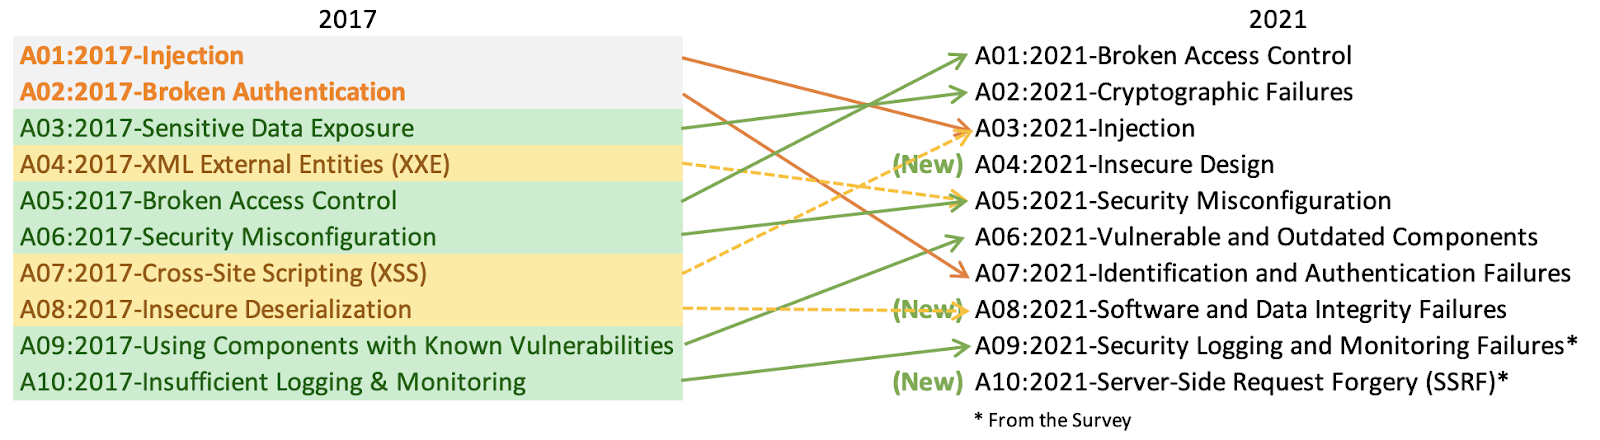 2017
2021
A01:2017-Injection
A02:2017-Broken Authentication
A03:2017-Sensitive Data Exposure
A04:2017-XML External Entities (XXE)
A05:2017-Broken Access Control
A06:2017-Security Misconfiguration
A07:2017-Cross-Site Scripting (XSS)
A08:2017-Insecure Deserialization
A09:2017-Using Components with Known Vulnerabilities
A10:2017-Insufficient Logging & Monitoring
A01:2021-Broken Access Control
A02:2021-Cryptographic Failures
A03:2021-Injection
(New) A04:2021-Insecure Design
A05:2021-Security Misconfiguration
A06:2021-Vulnerable and Outdated Components
A07:2021-Identification and Authentication Failures
(New) A08:2021-Software and Data Integrity Failures
A09:2021-Security Logging and Monitoring Failures*
(New) A10:2021-Server-Side Request Forgery (SSRF)*
* From the Survey